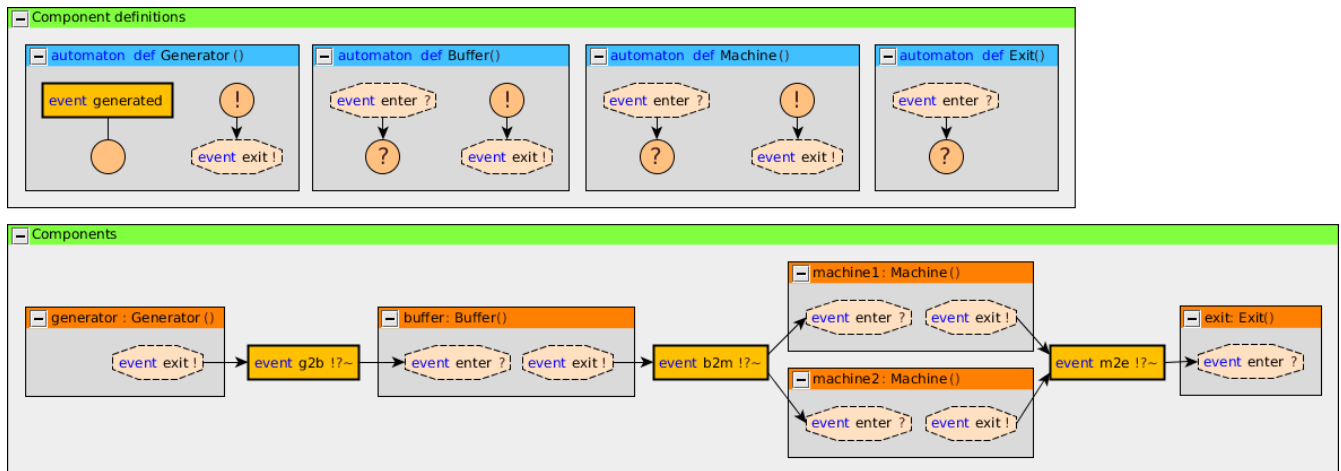 Component definitions
automaton def Generator()
automaton def Buffer()
automaton def Machine()
automaton def Exit()
event generated
!
event enter ?
!
event enter ?
!
event enter ?
event exit !
?
event exit !
?
event exit !
?
Components
machine1: Machine()
generator : Generator()
buffer: Buffer()
event enter ?
event exit !
exit: Exit()
event exit !
event g2b !?~
event enter ?
event exit !
event b2m !?~
event m2e !?~
event enter ?
machine2: Machine()
event enter ?
event exit !